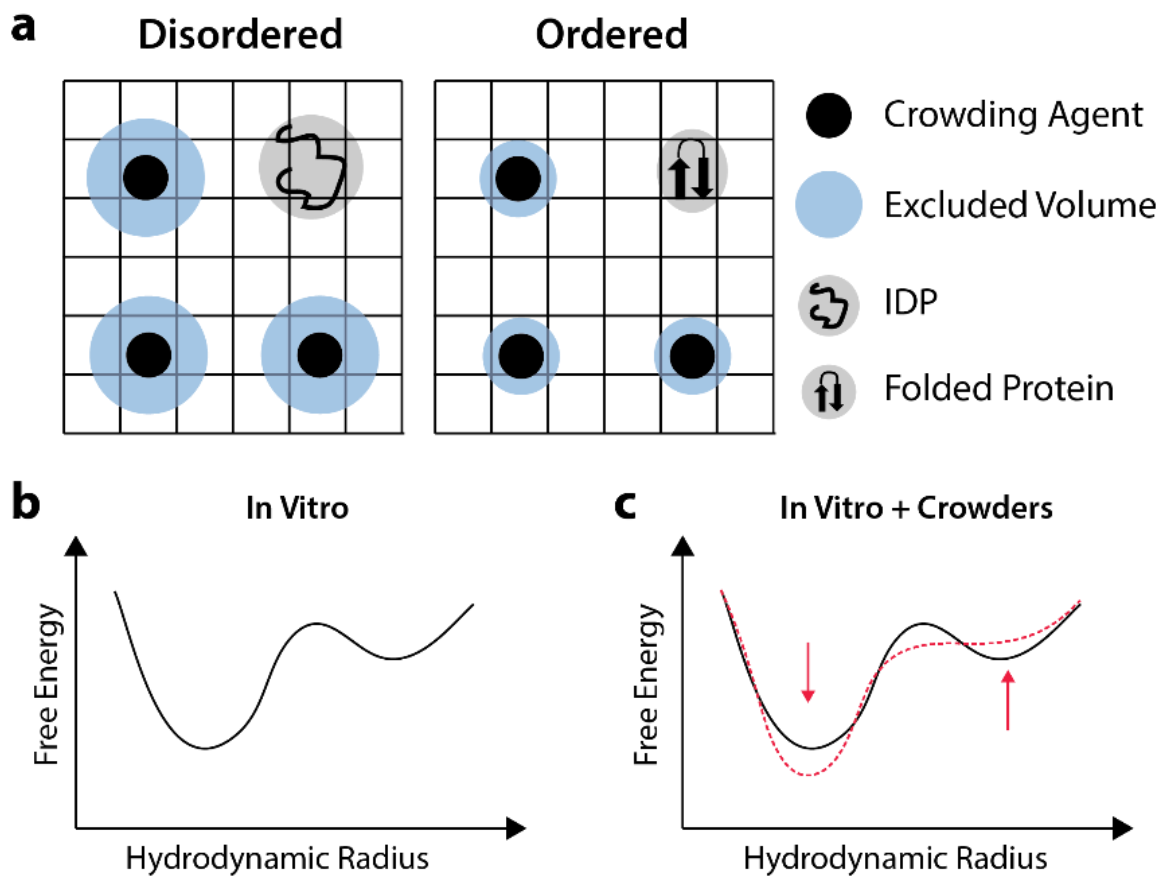 a
Disordered
Ordered
Crowding Agent
Excluded Volume
IDP
Folded Protein
b
In Vitro
Free Energy
Hydrodynamic Radius
c
In Vitro + Crowders
Free Energy
Hydrodynamic Radius